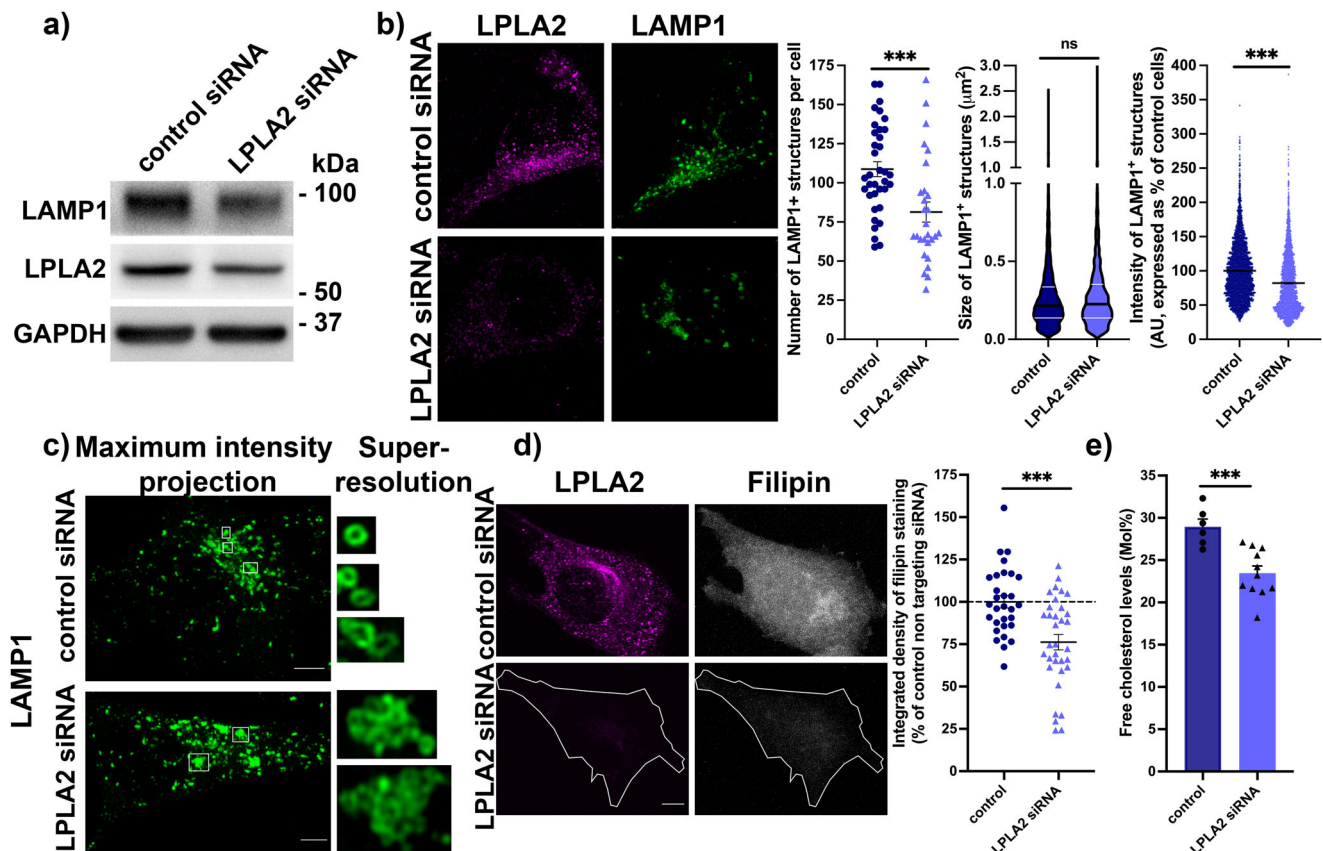 a)
control siRNA
LPLA2 siRNA
kDa
LAMP1
- 100
LPLA2
- 50
GAPDH
- 37
b)
LPLA2
LAMP1
control siRNA
LPLA2 siRNA
Number of LAMP1+ structures per cell
175
150
125
100
75
50
25
0
***
control
LPLA2 siRNA
Size of LAMP1⁺ structures (μm²)
3.0
2.5
2.0
1.5
1.0
0.5
0.0
ns
control
LPLA2 siRNA
Intensity of LAMP1⁺ structures
(AU, expressed as % of control cells)
400
350
300
250
200
150
100
50
0
***
control
LPLA2 siRNA
c)
Maximum intensity
projection
Super-
resolution
LAMP1
control siRNA
LPLA2 siRNA
d)
LPLA2
Filipin
control siRNA
LPLA2 siRNA
Integrated density of filipin staining
(% of control non targeting siRNA)
175
150
125
100
75
50
25
0
***
control
LPLA2 siRNA
e)
Free cholesterol levels (Mol%)
35
30
25
20
15
10
5
0
***
control
LPLA2 siRNA